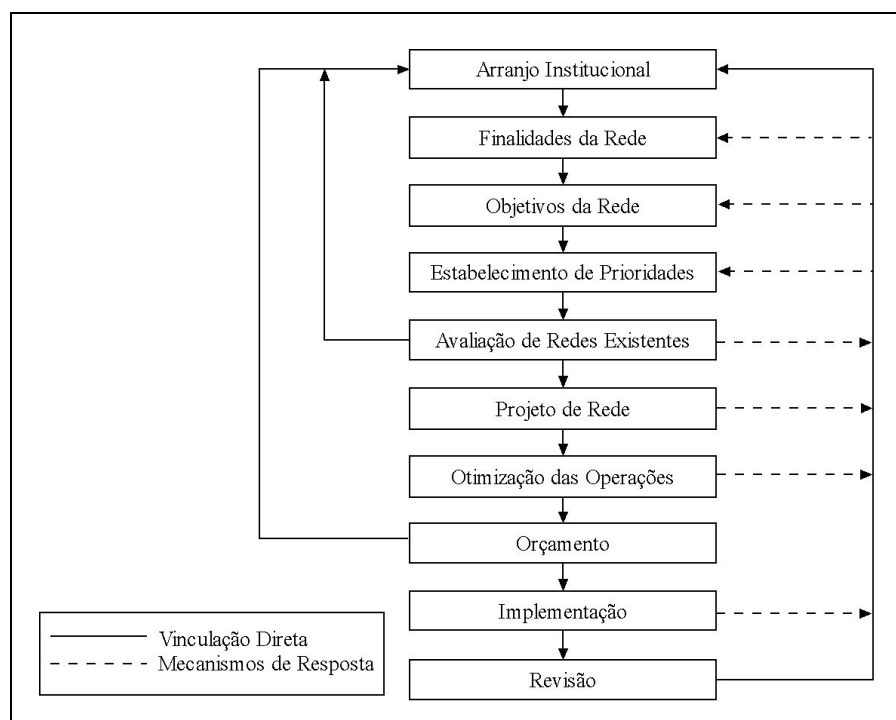 Arranjo Institucional
Finalidades da Rede
Objetivos da Rede
Estabelecimento de Prioridades
Avaliação de Redes Existentes
Projeto de Rede
Otimização das Operações
Orçamento
Implementação
Revisão
Vinculação Direta
Mecanismos de Resposta